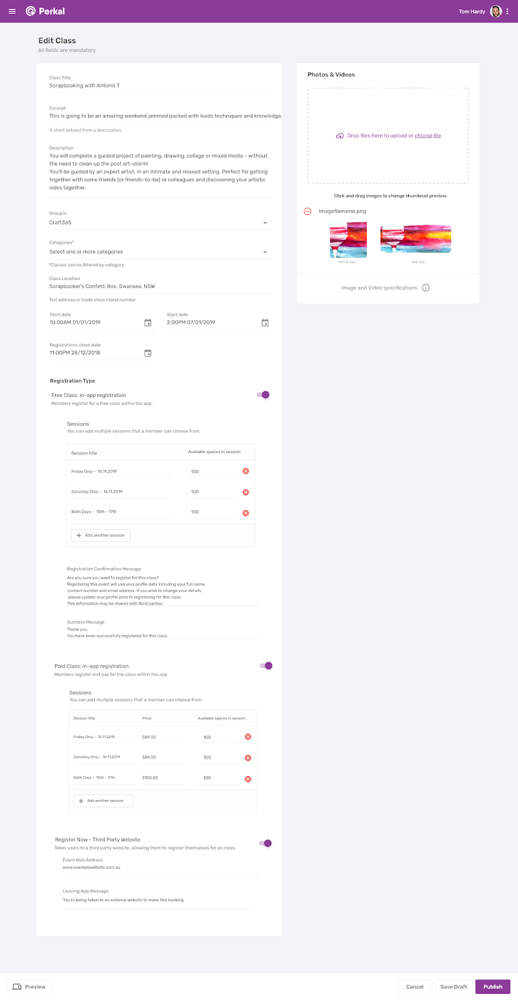 Perkal
Tom Hardy
Edit Class
All fields are mandatory
Class Title
Scrapbooking with Antonis T
Excerpt
This is going to be an amazing weekend jammed packed with loads techniques and knowledge.
A short extract from a description
Description
You will complete a guided project of painting, drawing, collage or mixed media - without
the need to clean up the post art-storm!
You'll be guided by an expert artist, in an intimate and relaxed setting. Perfect for getting
together with some friends (or friends-to-be) or colleagues and discovering your artistic
sides together.
Group/s
Craft365
Categories*
Select one or more categories
*Classes can be filtered by category
Class Location
Scrapbooker's Confetti Box, Swansea, NSW
Full address or trade show stand number
Start date
10:00AM 01/01/2019
Start date
2:00PM 07/01/2019
Registrations close date
11:00PM 28/12/2018
Registration Type
Free Class: in-app registration
Members register for a free class within the app.
Sessions
You can add multiple sessions that a member can choose from.
Session title Available spaces in session
Friday Only - 15.11.2019 100
Saturday Only - 16.11.2019 100
Both Days - 15th - 17th 100
Add another session
Registration Confirmation Message
Are you sure you want to register for this class?
Registering this event will use your profile data including your full name,
contact number and email address. If you wish to change your details,
please update your profile prior to registering for this class.
This information may be shared with third parties.
Success Message
Thank you.
You have been successfully registered for this class.
Paid Class: in-app registration
Members register and pay for the class within the app
Sessions
You can add multiple sessions that a member can choose from.
Session title Price Available spaces in session
Friday Only - 15.11.2019 $89.00 100
Saturday Only - 16.11.2019 $89.00 100
Both Days - 15th - 17th $150.00 100
Add another session
Register Now - Third Party Website
Takes users to a third party website, allowing them to register themselves for an class.
Event Web Address
www.examplewebsite.com.au
Leaving App Message
You're being taken to an external website to make this booking.
Photos & Videos
Drop files here to upload or choose file
Click and drag images to change thumbnail preview.
Imagefilename.png
Mobile App
Web App
Image and Video specifications
Preview
Cancel
Save Draft
Publish